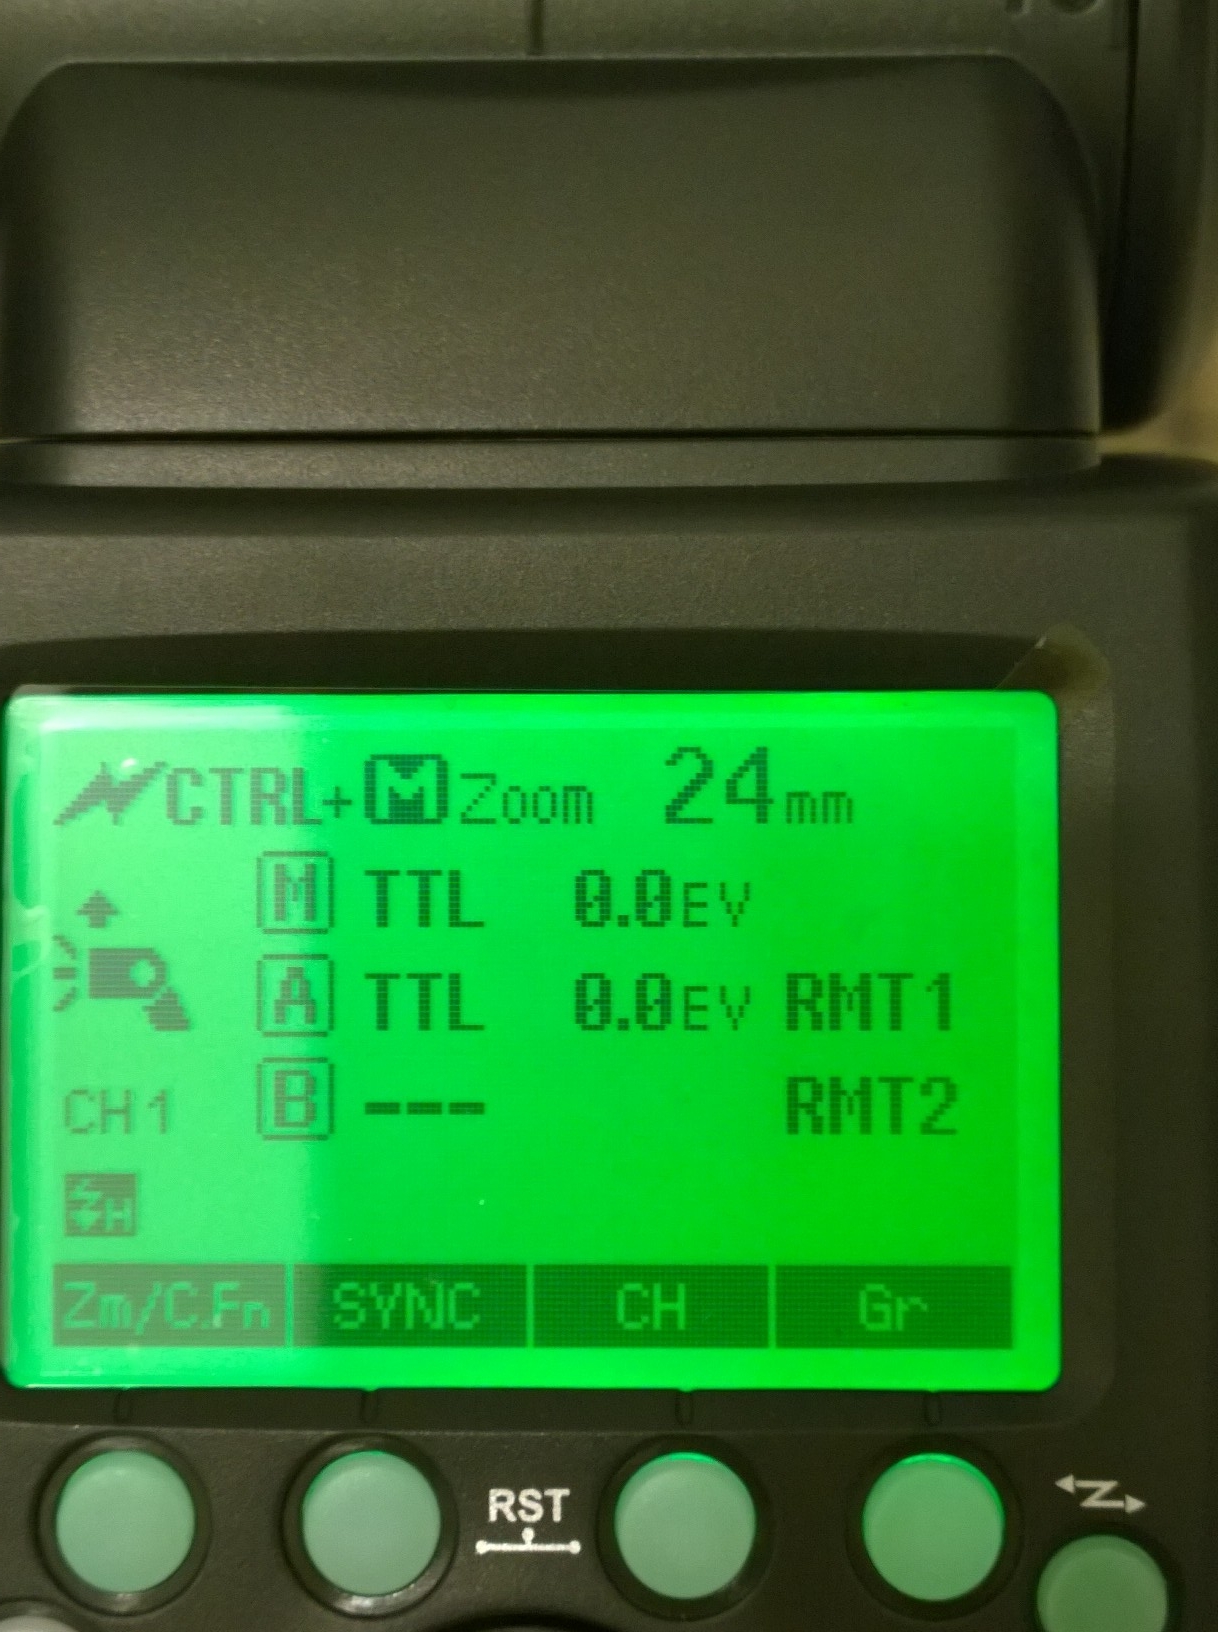 CTRL+M Zoom 24mm
M TTL 0.0EV
A TTL 0.0EV RMT1
CH1 B --- RMT2
H
Zm/C.Fn SYNC CH Gr
RST